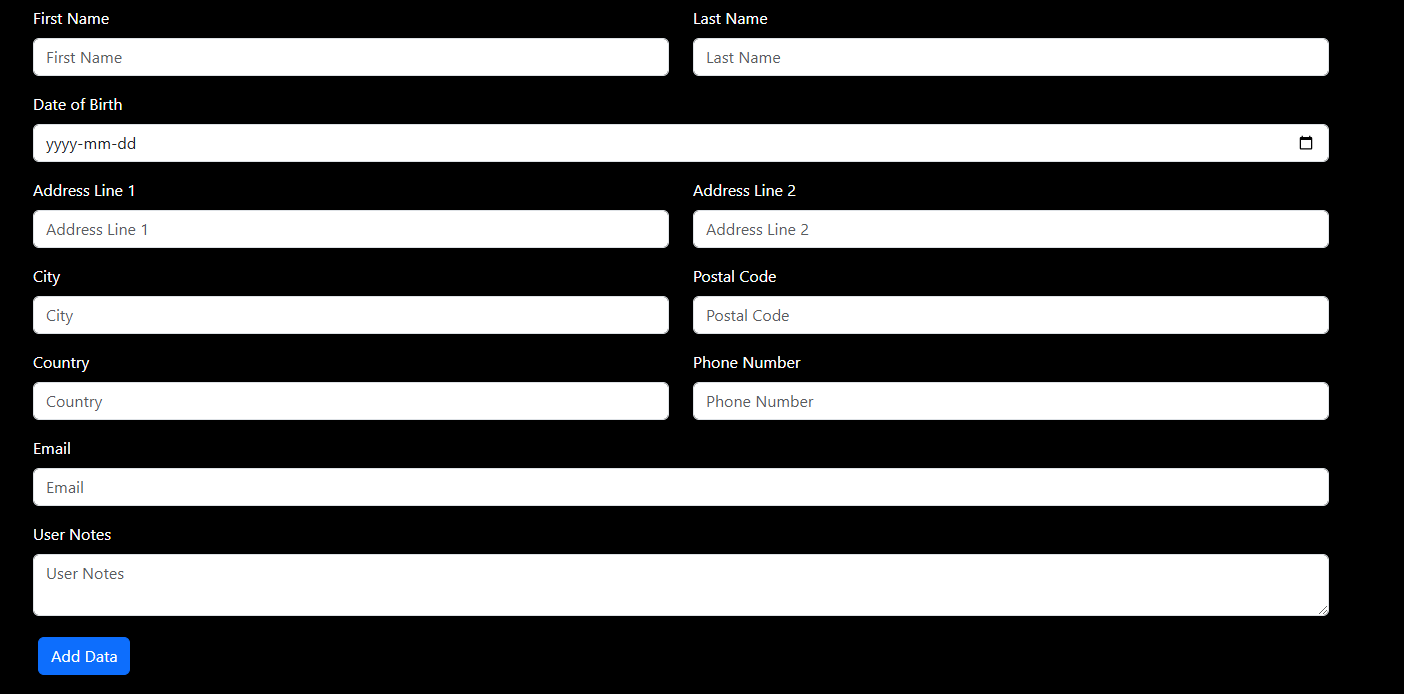 First Name Last Name
First Name Last Name
Date of Birth
yyyy-mm-dd
Address Line 1 Address Line 2
Address Line 1 Address Line 2
City Postal Code
City Postal Code
Country Phone Number
Country Phone Number
Email
Email
User Notes
User Notes
Add Data